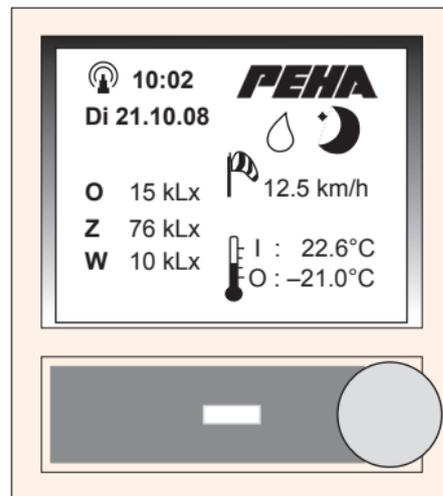 10:02
PEHA
Di 21.10.08
12.5 km/h
O 15 kLx
Z 76 kLx
W 10 kLx
I : 22.6°C
O : –21.0°C